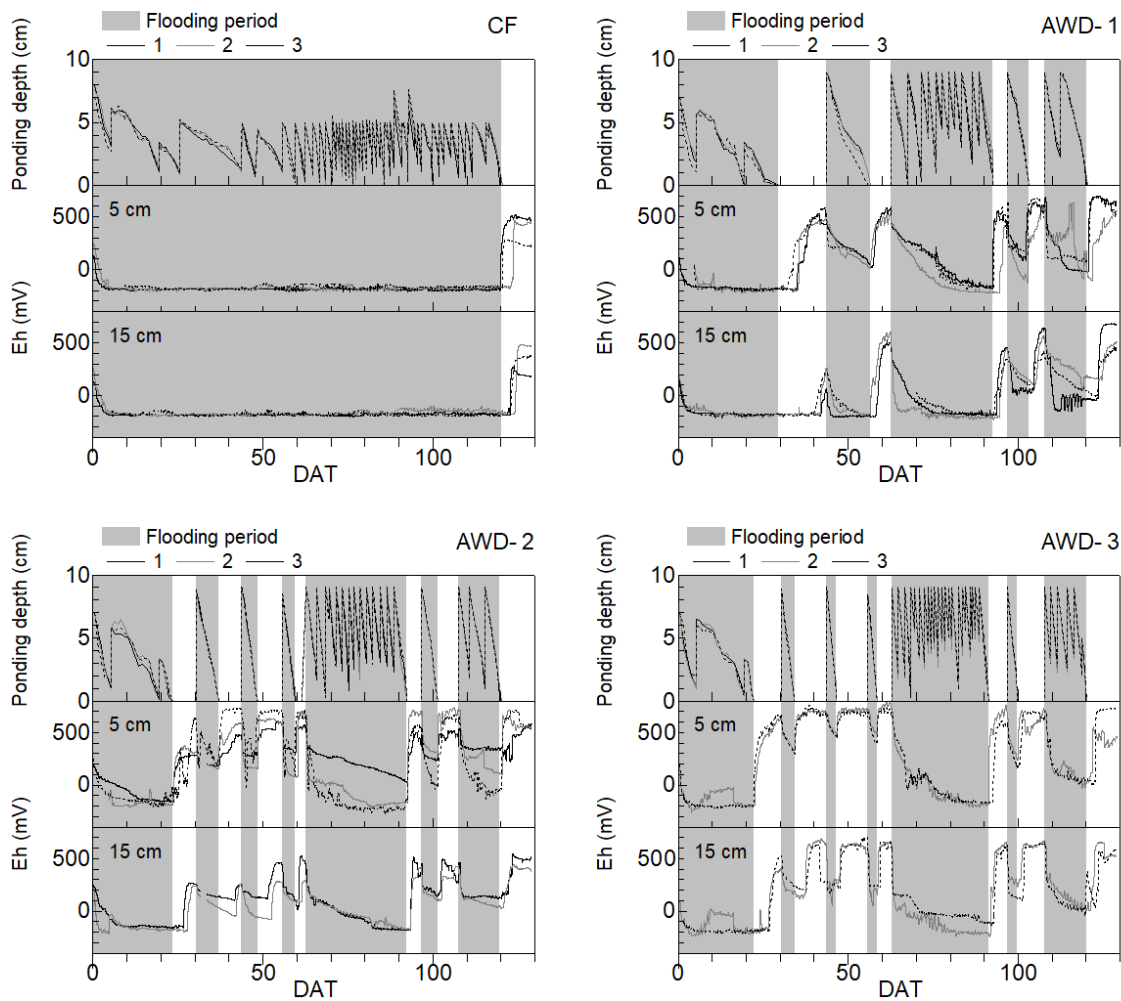 Flooding period
CF
1 2 3
Ponding depth (cm)
10
5
0
5 cm
500
0
15 cm
500
0
Eh (mV)
0 50 100
DAT
Flooding period
AWD- 1
1 2 3
Ponding depth (cm)
10
5
0
5 cm
500
0
15 cm
500
0
Eh (mV)
0 50 100
DAT
Flooding period
AWD- 2
1 2 3
Ponding depth (cm)
10
5
0
5 cm
500
0
15 cm
500
0
Eh (mV)
0 50 100
DAT
Flooding period
AWD- 3
1 2 3
Ponding depth (cm)
10
5
0
5 cm
500
0
15 cm
500
0
Eh (mV)
0 50 100
DAT